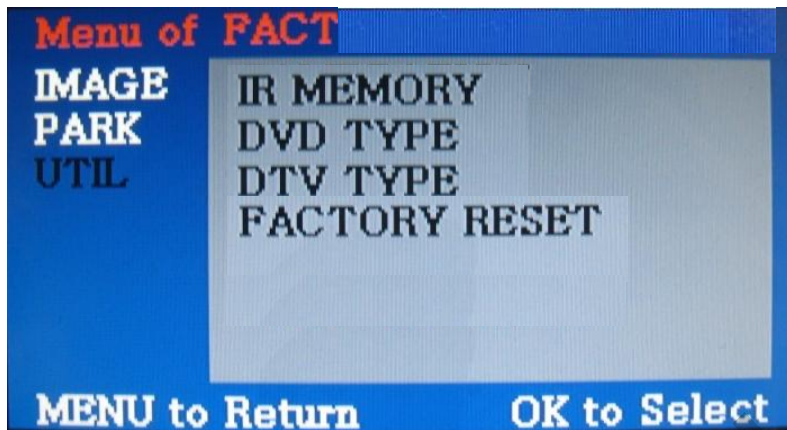 Menu of FACT
IMAGE
PARK
UTIL
IR MEMORY
DVD TYPE
DTV TYPE
FACTORY RESET
MENU to Return
OK to Select